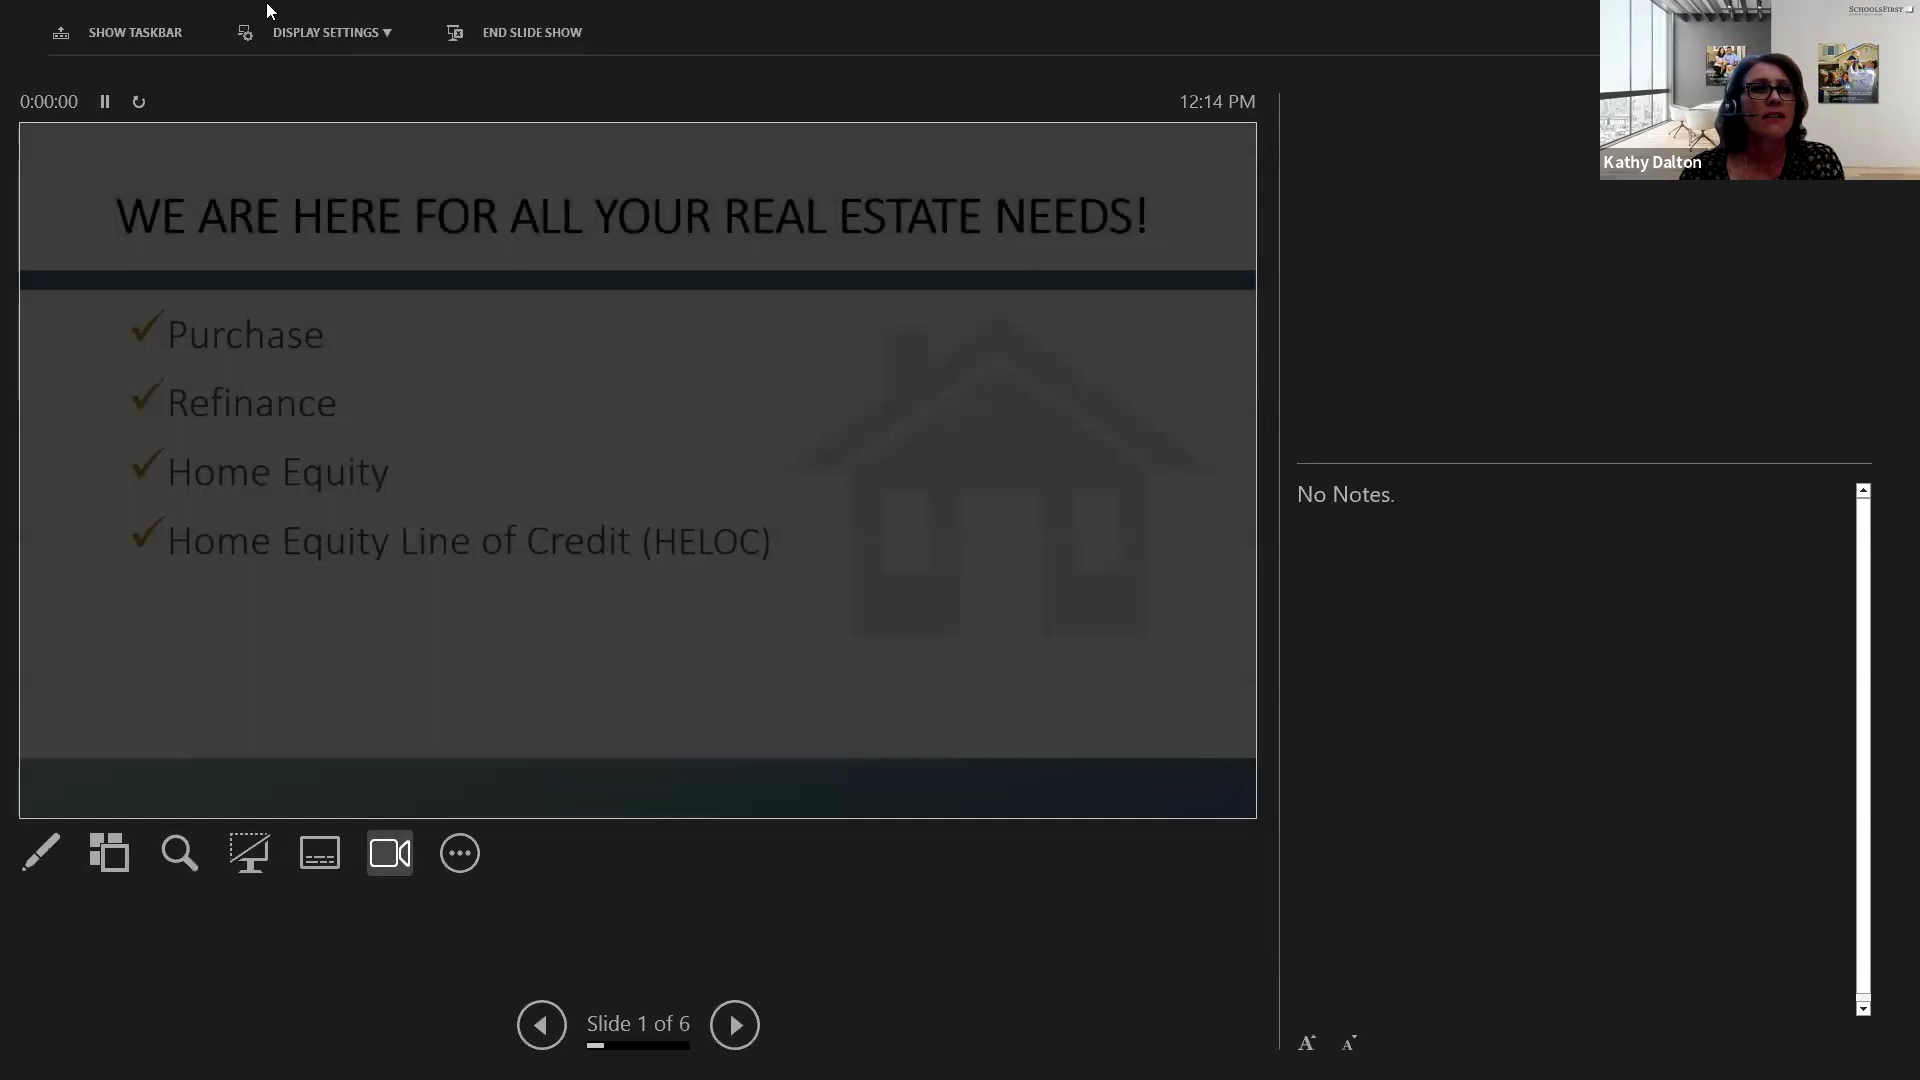 SHOW TASKBAR
DISPLAY SETTINGS ▼
END SLIDE SHOW
SCHOOLSFIRST
0:00:00
12:14 PM
Kathy Dalton
WE ARE HERE FOR ALL YOUR REAL ESTATE NEEDS!
✓ Purchase
✓ Refinance
✓ Home Equity
✓ Home Equity Line of Credit (HELOC)
No Notes.
Slide 1 of 6
A A